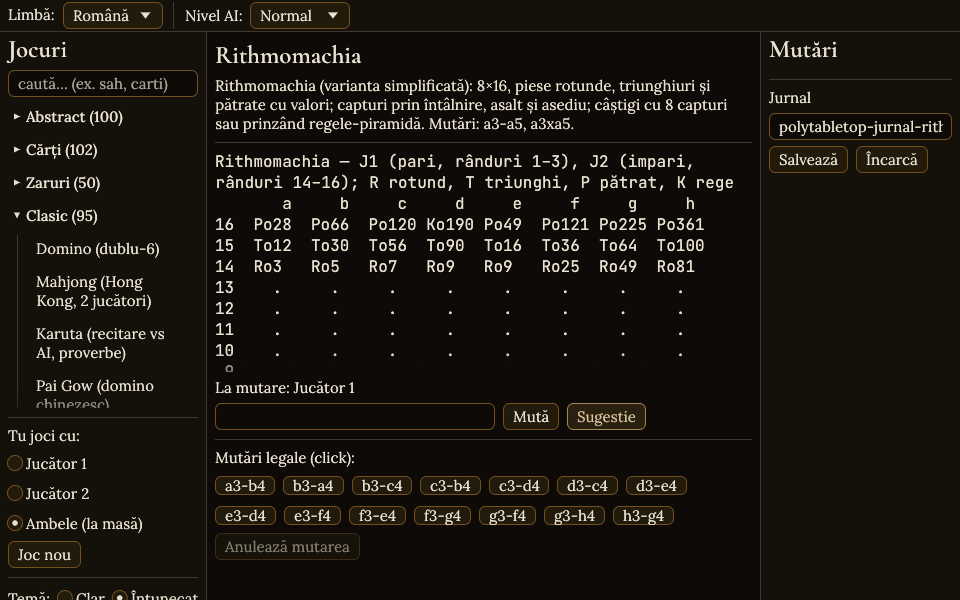 Limbă: Română ▼ Nivel AI: Normal ▼
Jocuri
caută... (ex. sah, carti)
▸ Abstract (100)
▸ Cărți (102)
▸ Zaruri (50)
▾ Clasic (95)
Domino (dublu-6)
Mahjong (Hong
Kong, 2 jucători)
Karuta (recitare vs
AI, proverbe)
Pai Gow (domino
chinezesc)
Tu joci cu:
Jucător 1
Jucător 2
Ambele (la masă)
Joc nou
Temă: Clar Întunecat
Rithmomachia
Rithmomachia (varianta simplificată): 8×16, piese rotunde, triunghiuri și
pătrate cu valori; capturi prin întâlnire, asalt și asediu; câștigi cu 8 capturi
sau prinzând regele-piramidă. Mutări: a3-a5, a3xa5.
Rithmomachia — J1 (pari, rânduri 1–3), J2 (impari,
rânduri 14–16); R rotund, T triunghi, P pătrat, K rege
a b c d e f g h
16 Po28 Po66 Po120 Ko190 Po49 Po121 Po225 Po361
15 To12 To30 To56 To90 To16 To36 To64 To100
14 Ro3 Ro5 Ro7 Ro9 Ro9 Ro25 Ro49 Ro81
13 . . . . . . . .
12 . . . . . . . .
11 . . . . . . . .
10 . . . . . . . .
La mutare: Jucător 1
Mută Sugestie
Mutări legale (click):
a3-b4 b3-a4 b3-c4 c3-b4 c3-d4 d3-c4 d3-e4
e3-d4 e3-f4 f3-e4 f3-g4 g3-f4 g3-h4 h3-g4
Anulează mutarea
Mutări
Jurnal
polytabletop-jurnal-rith
Salvează Încarcă